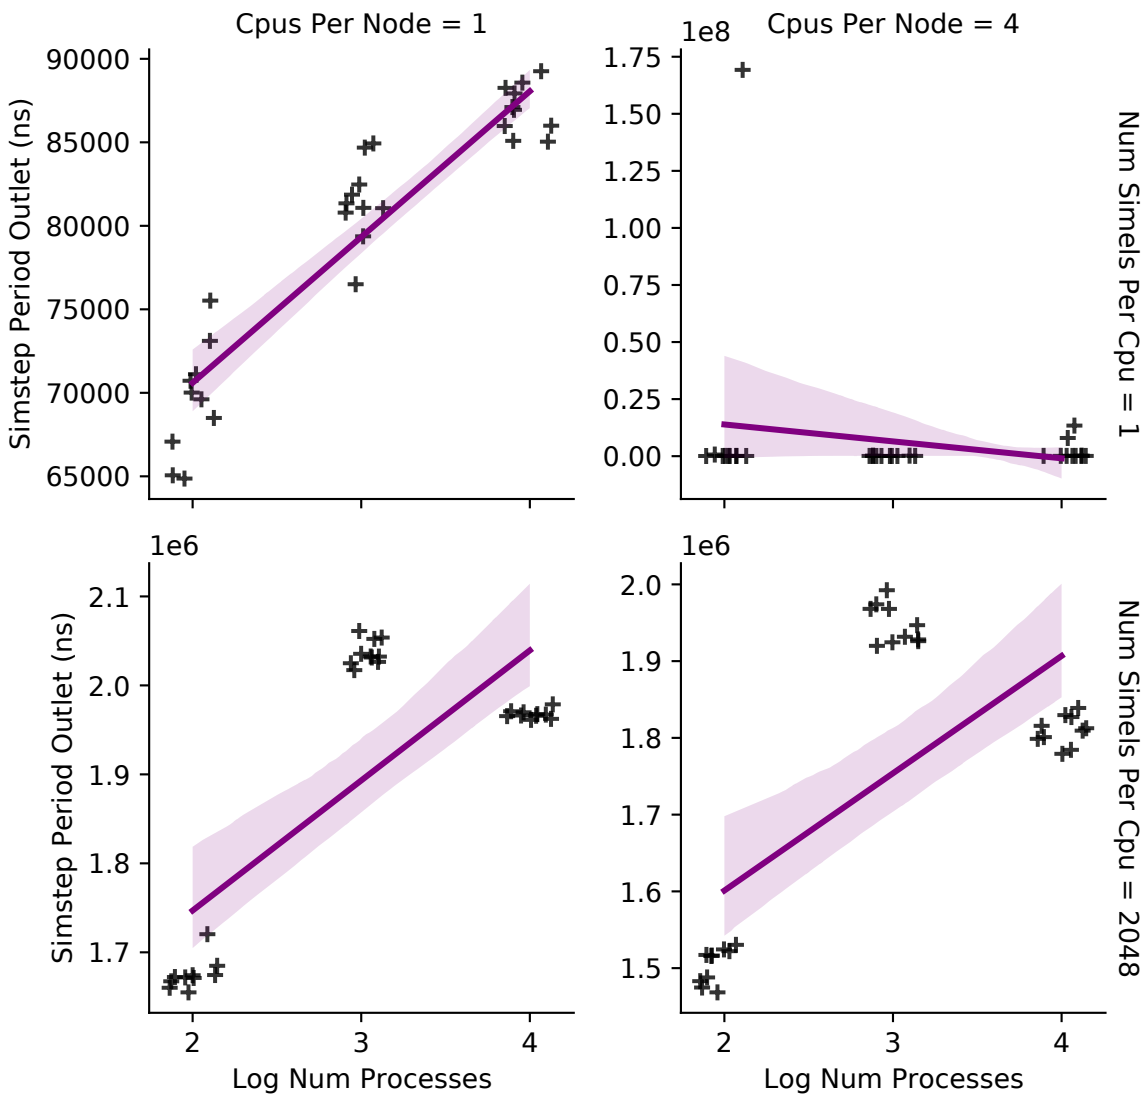 Cpus Per Node = 1
Cpus Per Node = 4
1e8
Simstep Period Outlet (ns)
90000
85000
80000
75000
70000
65000
1.75
1.50
1.25
1.00
0.75
0.50
0.25
0.00
Num Simels Per Cpu = 1
1e6
Simstep Period Outlet (ns)
2.1
2.0
1.9
1.8
1.7
2
3
4
Log Num Processes
1e6
2.0
1.9
1.8
1.7
1.6
1.5
2
3
4
Log Num Processes
Num Simels Per Cpu = 2048